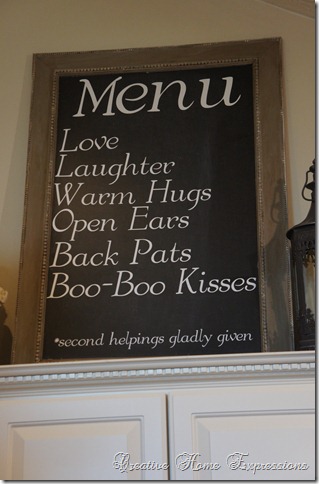 Menu
Love
Laughter
Warm Hugs
Open Ears
Back Pats
Boo-Boo Kisses
*second helpings gladly given
Creative Home Expressions